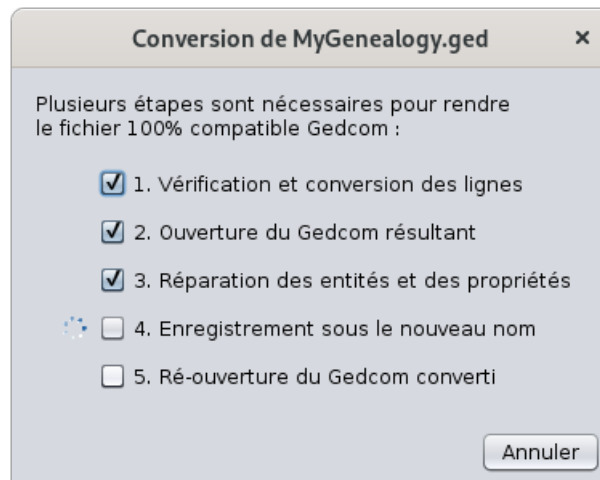 Conversion de MyGenealogy.ged
Plusieurs étapes sont nécessaires pour rendre
le fichier 100% compatible Gedcom :
1. Vérification et conversion des lignes
2. Ouverture du Gedcom résultant
3. Réparation des entités et des propriétés
4. Enregistrement sous le nouveau nom
5. Ré-ouverture du Gedcom converti
Annuler